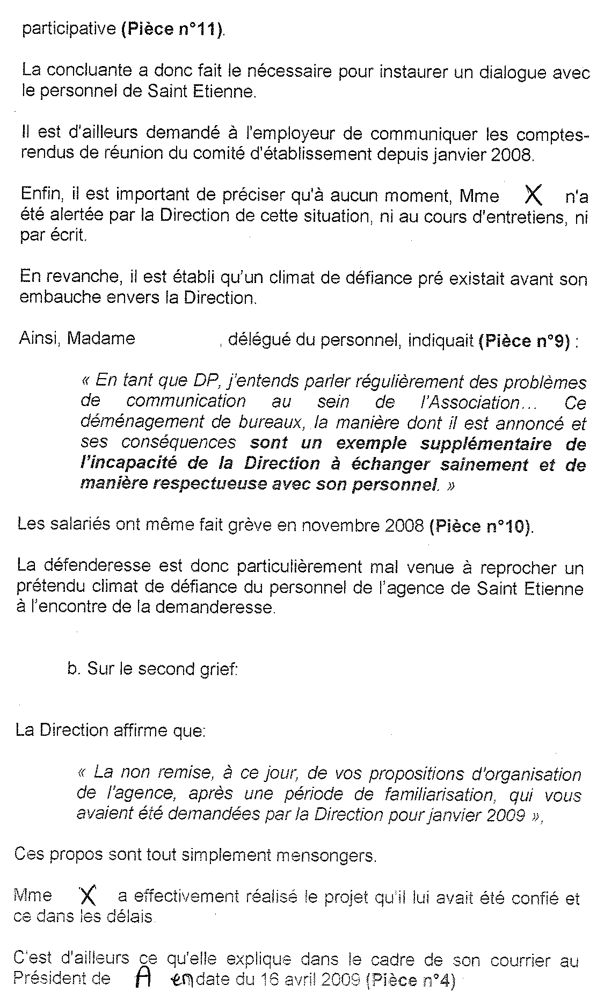 participative (Pièce n°11).
La concluante a donc fait le nécessaire pour instaurer un dialogue avec
le personnel de Saint Etienne.
Il est d'ailleurs demandé à l'employeur de communiquer les comptes-
rendus de réunion du comité d'établissement depuis janvier 2008.
Enfin, il est important de préciser qu'à aucun moment, Mme X n'a
été alertée par la Direction de cette situation, ni au cours d'entretiens, ni
par écrit.
En revanche, il est établi qu'un climat de défiance pré existait avant son
embauche envers la Direction.
Ainsi, Madame , délégué du personnel, indiquait (Pièce n°9) :
« En tant que DP, j'entends parler régulièrement des problèmes
de communication au sein de l'Association... Ce
déménagement de bureaux, la manière dont il est annoncé et
ses conséquences sont un exemple supplémentaire de
l'incapacité de la Direction à échanger sainement et de
manière respectueuse avec son personnel. »
Les salariés ont même fait grève en novembre 2008 (Pièce n°10).
La défenderesse est donc particulièrement mal venue à reprocher un
prétendu climat de défiance du personnel de l'agence de Saint Etienne
à l'encontre de la demanderesse.
b. Sur le second grief:
La Direction affirme que:
« La non remise, à ce jour, de vos propositions d'organisation
de l'agence, après une période de familiarisation, qui vous
avaient été demandées par la Direction pour janvier 2009 »,
Ces propos sont tout simplement mensongers.
Mme X a effectivement réalisé le projet qu'il lui avait été confié et
ce dans les délais.
C'est d'ailleurs ce qu'elle explique dans le cadre de son courrier au
Président de A en date du 16 avril 2009 (Pièce n°4)